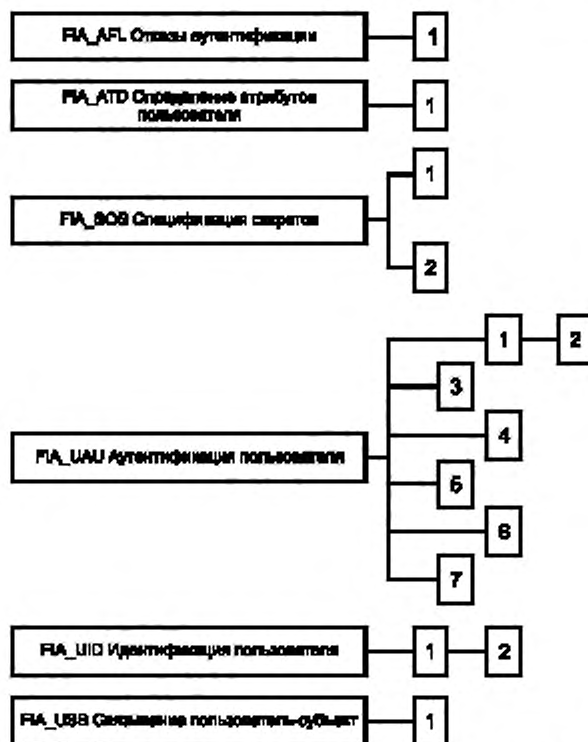 FIA_AFL Отказы аутентификации
1
FIA_ATD Определение атрибутов
пользователя
1
FIA_SOS Спецификация секретов
1
2
FIA_UAU Аутентификация пользователя
1
2
3
4
5
6
7
FIA_UID Идентификация пользователя
1
2
FIA_USB Связывание пользователь-субъект
1